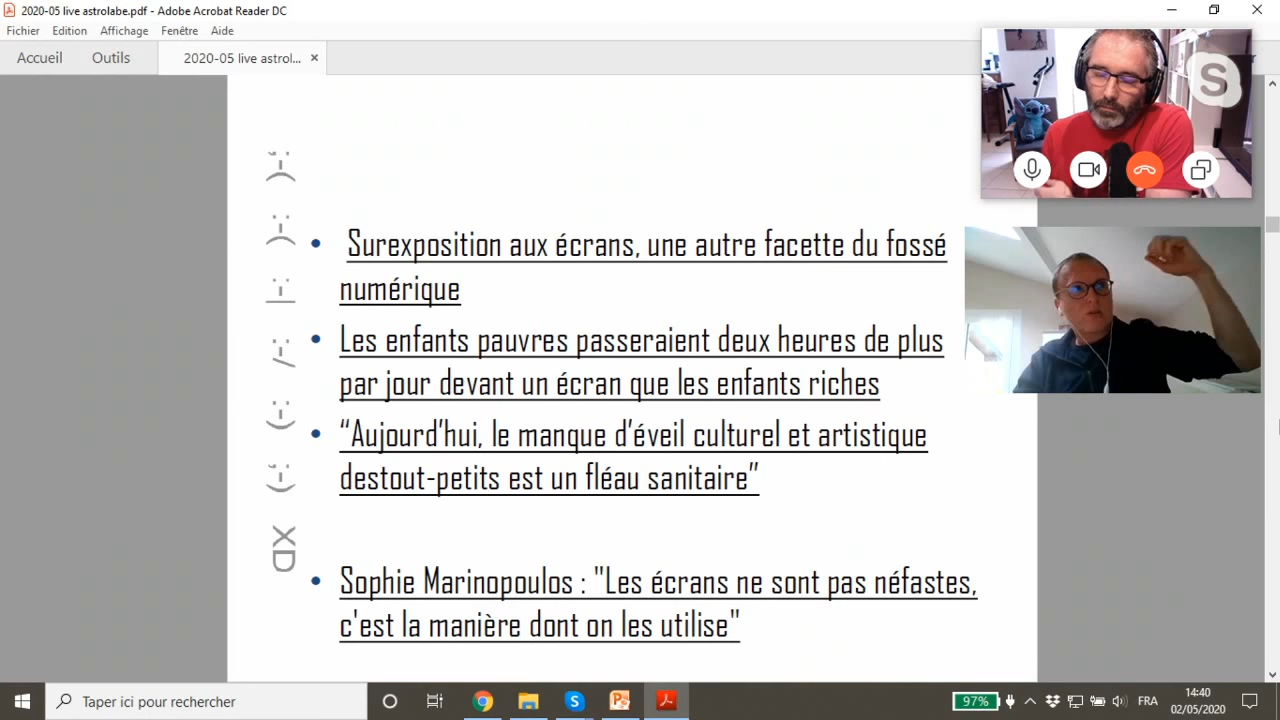 2020-05 live astrolabe.pdf - Adobe Acrobat Reader DC
Fichier Edition Affichage Fenêtre Aide
Accueil Outils 2020-05 live astrol... ×
S
:'-(
:-(
:-|
:-/
:-)
;-)
XD
• Surexposition aux écrans, une autre facette du fossé
numérique
• Les enfants pauvres passeraient deux heures de plus
par jour devant un écran que les enfants riches
• “Aujourd’hui, le manque d’éveil culturel et artistique
destout-petits est un fléau sanitaire”
• Sophie Marinopoulos : "Les écrans ne sont pas néfastes,
c'est la manière dont on les utilise"
Taper ici pour rechercher
97% FRA 14:40
02/05/2020